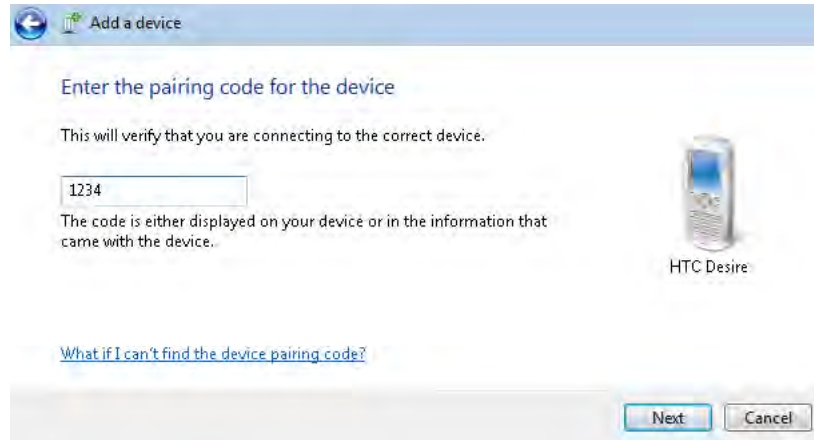 Add a device
Enter the pairing code for the device
This will verify that you are connecting to the correct device.
1234
The code is either displayed on your device or in the information that
came with the device.
HTC Desire
What if I can't find the device pairing code?
Next
Cancel